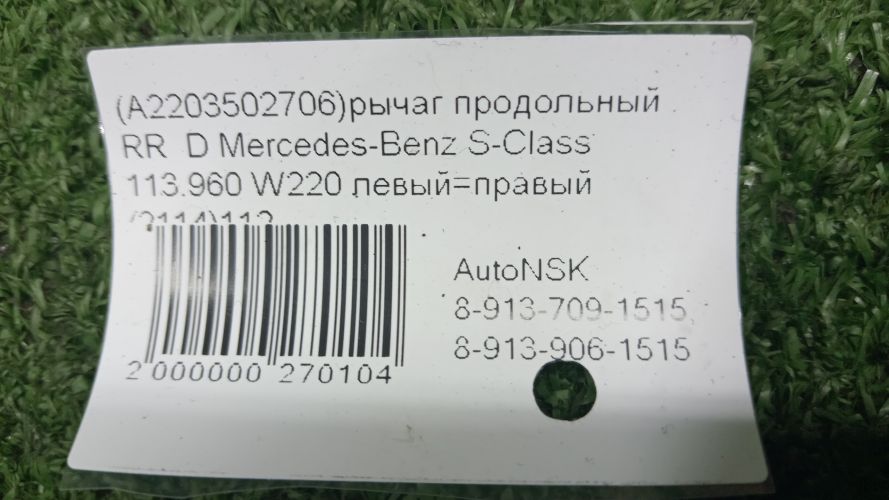 (A2203502706)рычаг продольный
RR D Mercedes-Benz S-Class
113.960 W220 левый=правый
AutoNSK
8-913-709-1515
8-913-906-1515
2 000000 270104